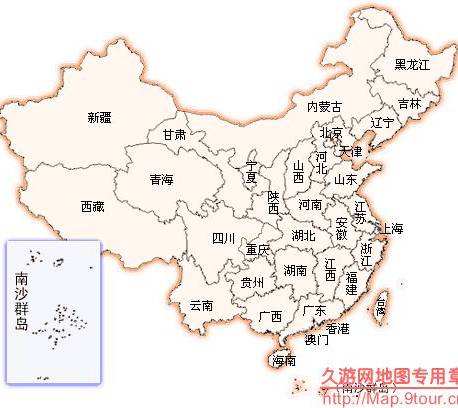 黑龙江
吉林
辽宁
内蒙古
新疆
甘肃
北京
天津
河北
山西
宁夏
青海
山东
陕西
河南
江苏
西藏
安徽
上海
四川
湖北
重庆
浙江
湖南
江西
贵州
福建
云南
台湾
广西
广东
香港
澳门
海南
南沙群岛
(南沙群岛)
久游网地图专用章
http://Map.9tour.cn